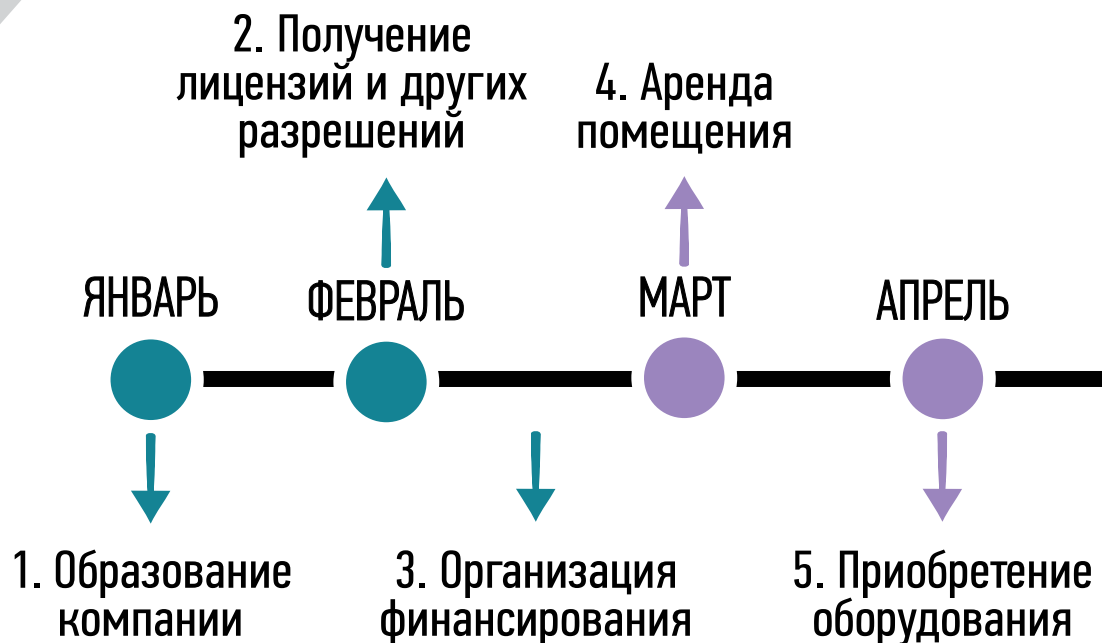 2. Получение
лицензий и других
разрешений
4. Аренда
помещения
ЯНВАРЬ
ФЕВРАЛЬ
МАРТ
АПРЕЛЬ
1. Образование
компании
3. Организация
финансирования
5. Приобретение
оборудования